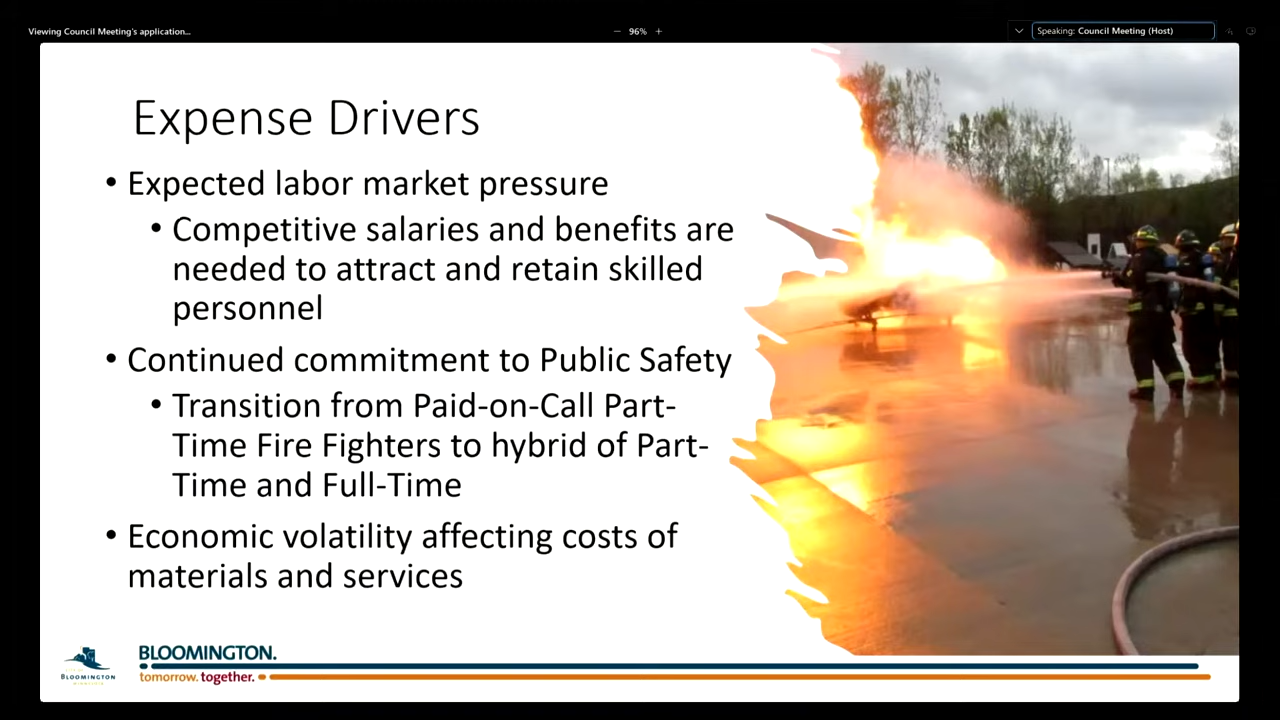 Viewing Council Meeting's application...
− 96% +
Speaking: Council Meeting (Host)
Expense Drivers
• Expected labor market pressure
• Competitive salaries and benefits are
needed to attract and retain skilled
personnel
• Continued commitment to Public Safety
• Transition from Paid-on-Call Part-
Time Fire Fighters to hybrid of Part-
Time and Full-Time
• Economic volatility affecting costs of
materials and services
BLOOMINGTON
BLOOMINGTON.
tomorrow. together.